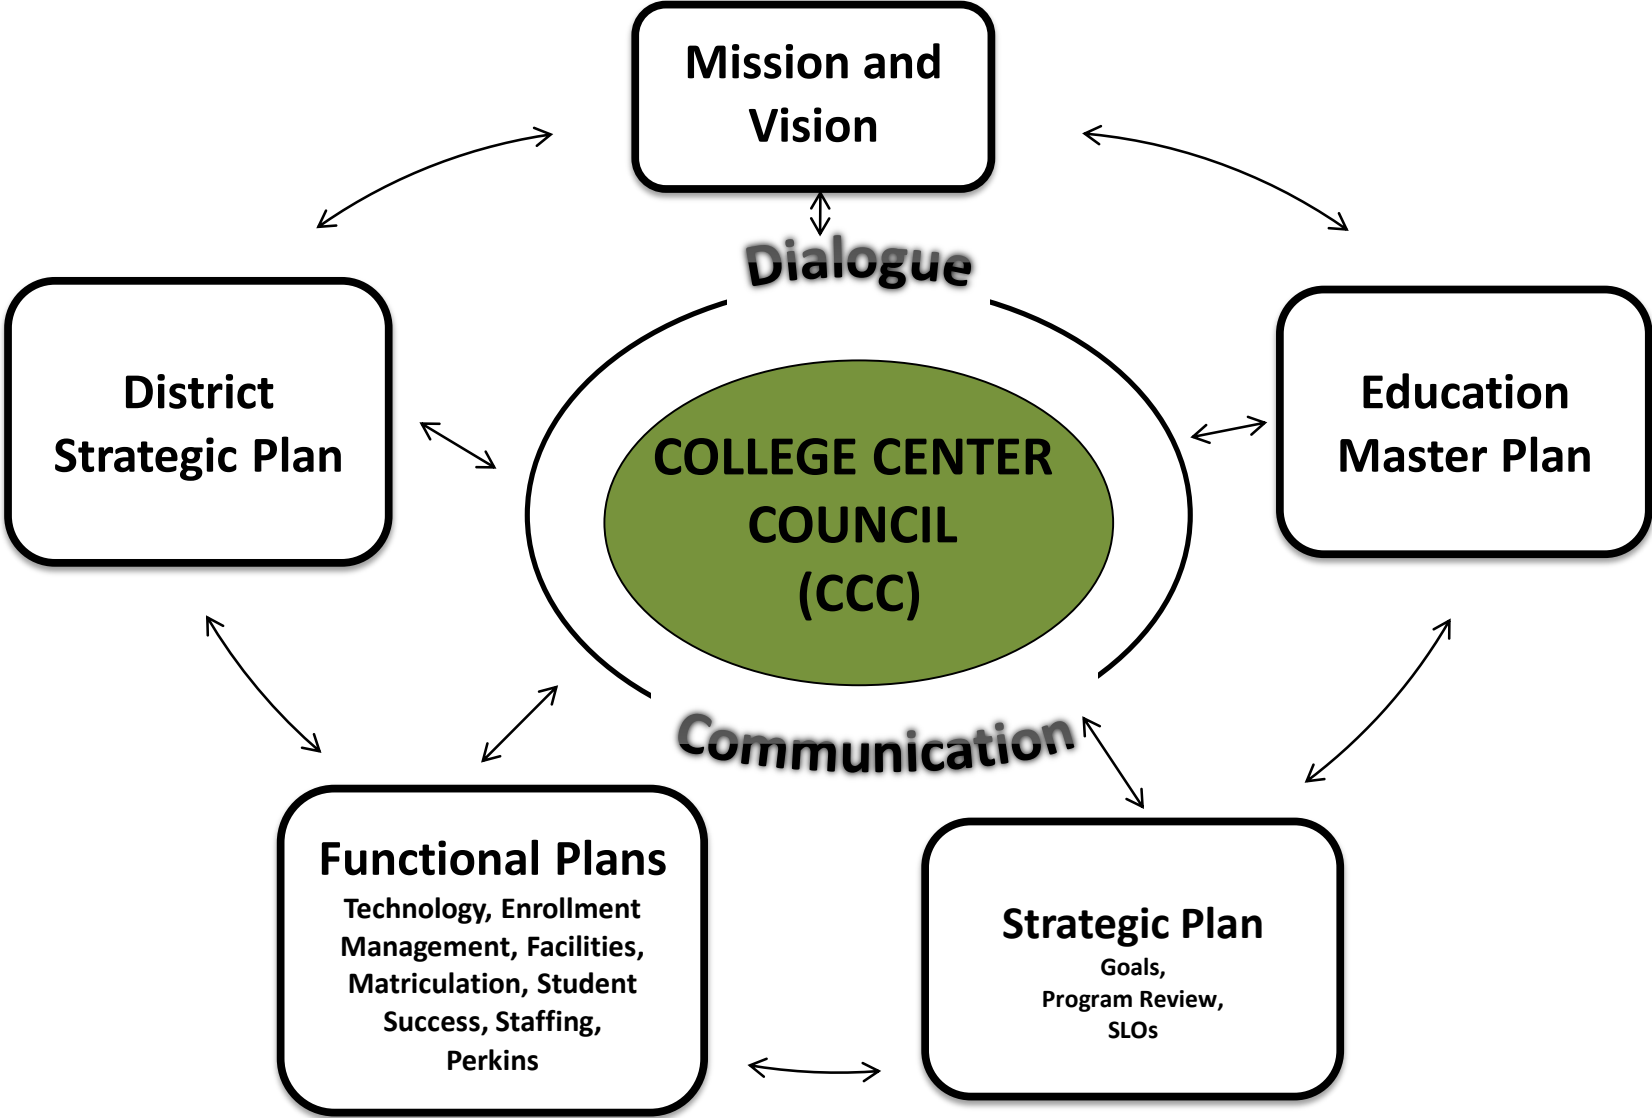 Mission and
Vision
Dialogue
District
Strategic Plan
Education
Master Plan
COLLEGE CENTER
COUNCIL
(CCC)
Communication
Functional Plans
Technology, Enrollment
Management, Facilities,
Matriculation, Student
Success, Staffing,
Perkins
Strategic Plan
Goals,
Program Review,
SLOs